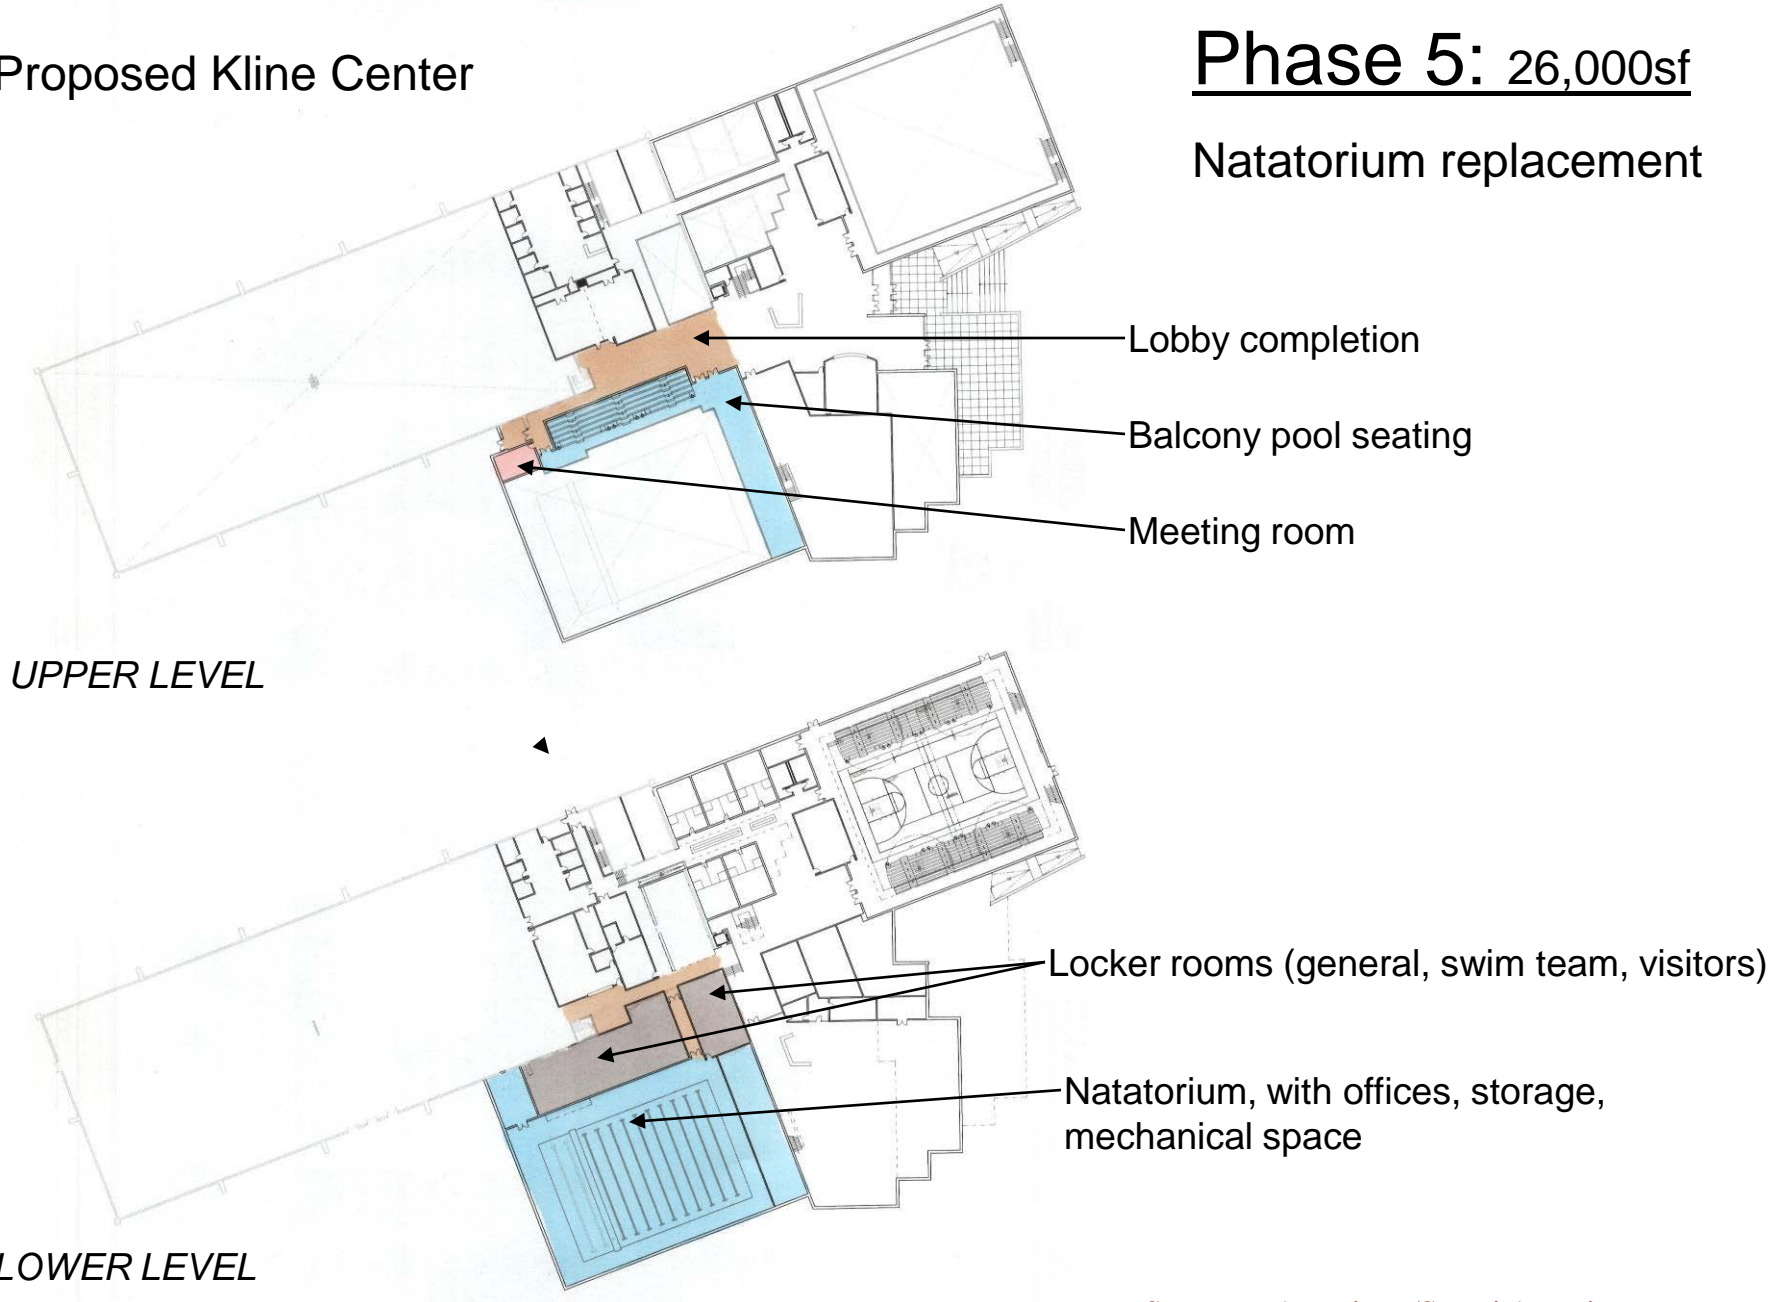 Proposed Kline Center
Phase 5: 26,000sf
Natatorium replacement
Lobby completion
Balcony pool seating
Meeting room
UPPER LEVEL
Locker rooms (general, swim team, visitors)
Natatorium, with offices, storage,
mechanical space
LOWER LEVEL